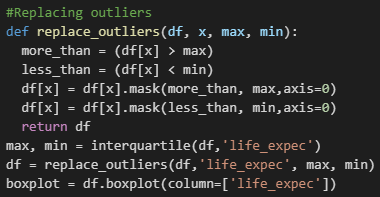 #Replacing outliers
def replace_outliers(df, x, max, min):
  more_than = (df[x] > max)
  less_than = (df[x] < min)
  df[x] = df[x].mask(more_than, max,axis=0)
  df[x] = df[x].mask(less_than, min,axis=0)
  return df
max, min = interquartile(df,'life_expec')
df = replace_outliers(df,'life_expec', max, min)
boxplot = df.boxplot(column=['life_expec'])